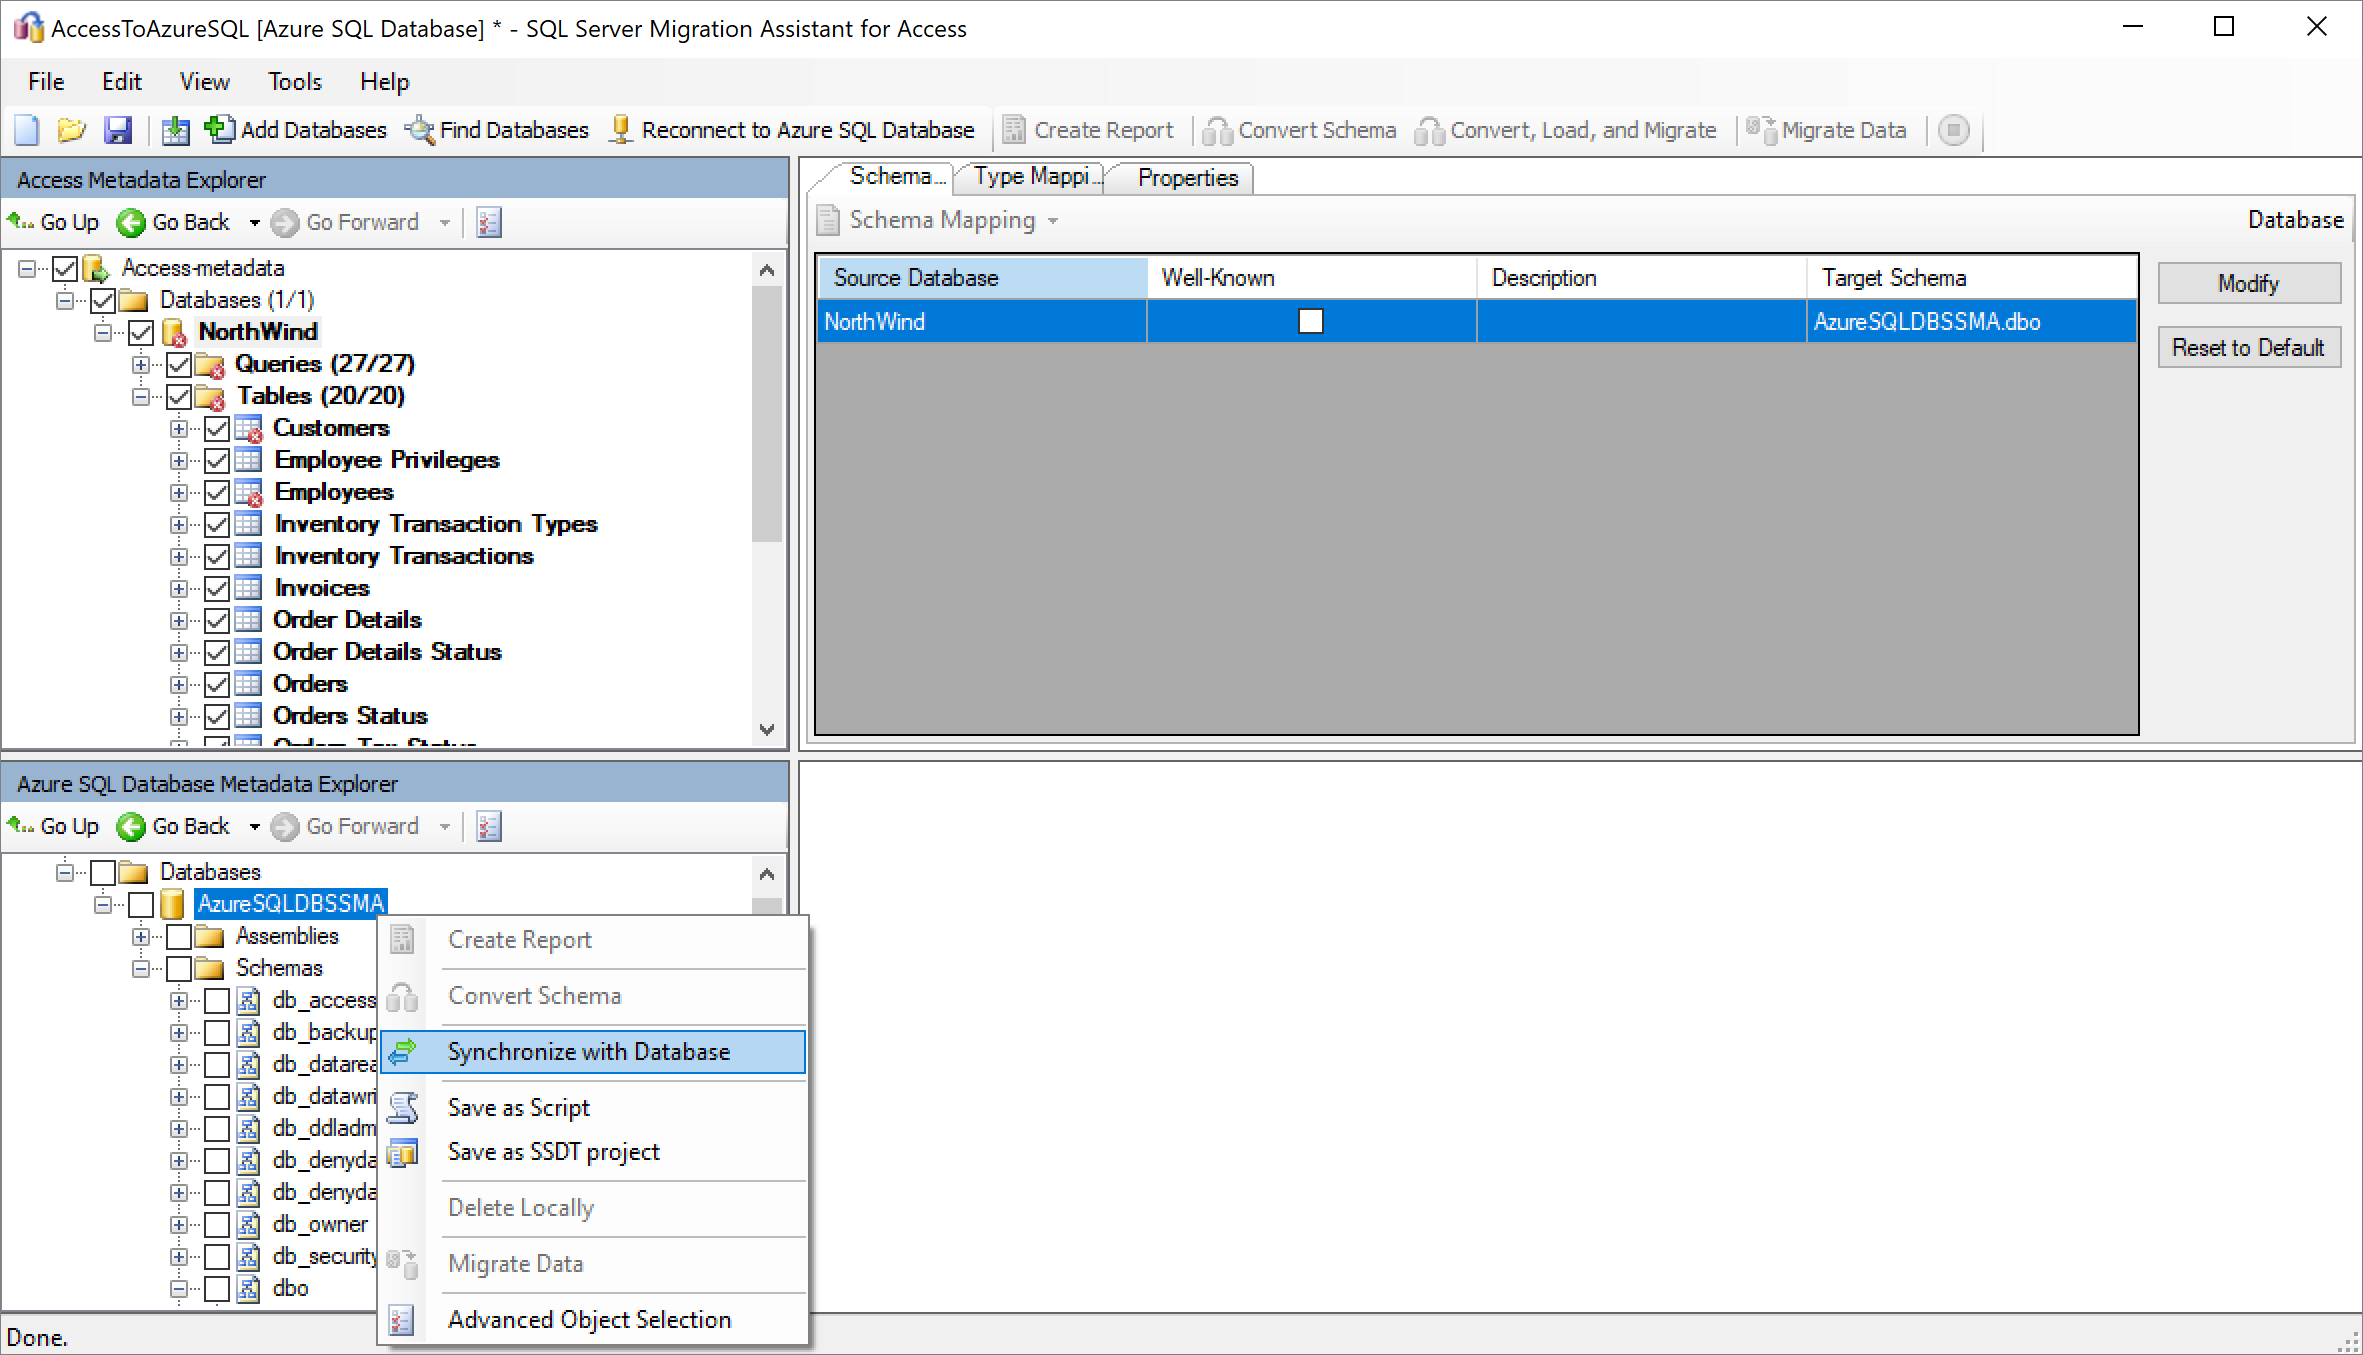 AccessToAzureSQL [Azure SQL Database] * - SQL Server Migration Assistant for Access
File Edit View Tools Help
Add Databases Find Databases Reconnect to Azure SQL Database Create Report Convert Schema Convert, Load, and Migrate Migrate Data
Access Metadata Explorer
Go Up Go Back Go Forward
Access-metadata
Databases (1/1)
NorthWind
Queries (27/27)
Tables (20/20)
Customers
Employee Privileges
Employees
Inventory Transaction Types
Inventory Transactions
Invoices
Order Details
Order Details Status
Orders
Orders Status
Schema... Type Mappi... Properties
Schema Mapping Database
Source Database Well-Known Description Target Schema
NorthWind AzureSQLDBSSMA.dbo
Modify
Reset to Default
Azure SQL Database Metadata Explorer
Go Up Go Back Go Forward
Databases
AzureSQLDBSSMA
Assemblies
Schemas
db_access
db_backup
db_datarea
db_datawri
db_ddladm
db_denyda
db_denyda
db_owner
db_security
dbo
Create Report
Convert Schema
Synchronize with Database
Save as Script
Save as SSDT project
Delete Locally
Migrate Data
Advanced Object Selection
Done.